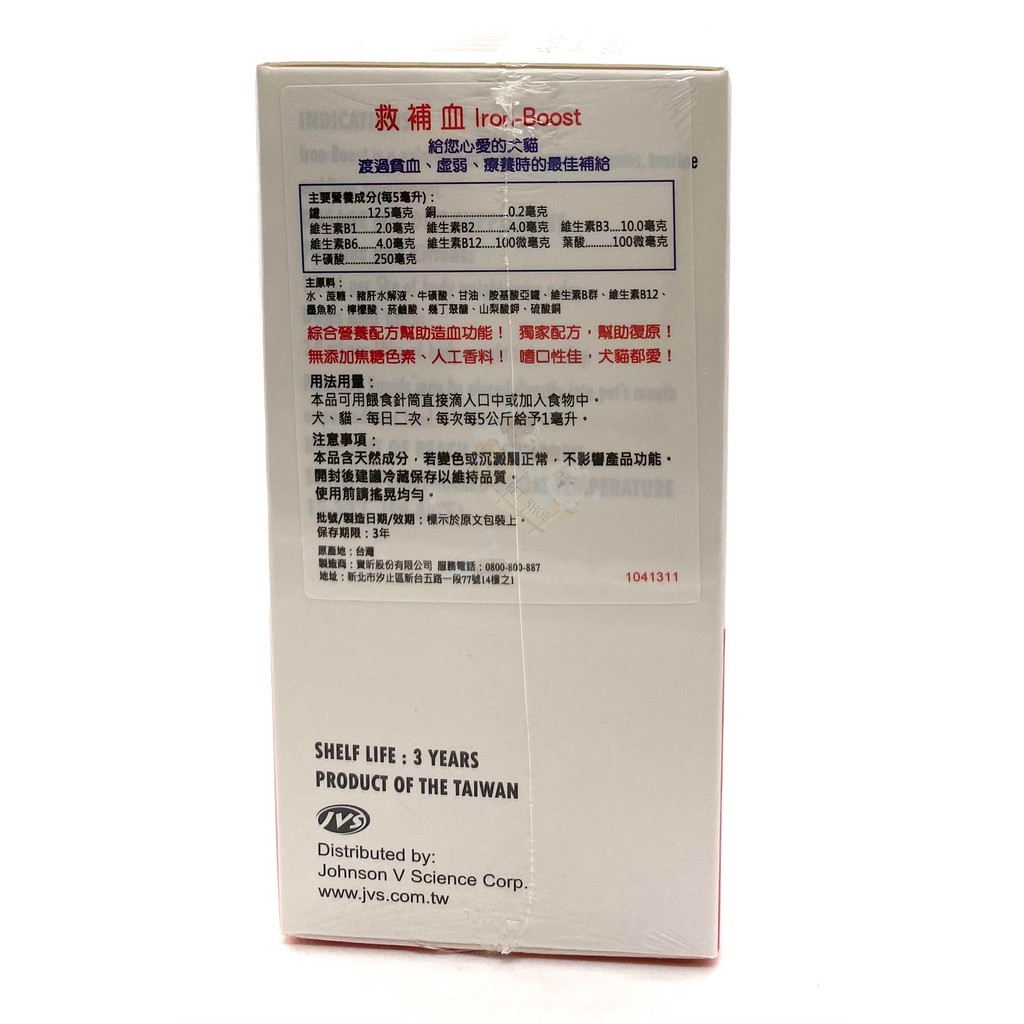 救補血 Iron-Boost
給您心愛的犬貓
渡過貧血、虛弱、療養時的最佳補給
主要營養成分(每5毫升)：
鐵..................12.5毫克 銅............................0.2毫克
維生素B1.......2.0毫克 維生素B2.............4.0毫克 維生素B3....10.0毫克
維生素B6.......4.0毫克 維生素B12....100微毫克 葉酸..........100微毫克
牛磺酸...........250毫克
主原料：
水、蔗糖、豬肝水解液、牛磺酸、甘油、胺基酸亞鐵、維生素B群、維生素B12、
墨魚粉、檸檬酸、菸鹼酸、幾丁聚醣、山梨酸鉀、硫酸銅
綜合營養配方幫助造血功能！ 獨家配方，幫助復原！
無添加焦糖色素、人工香料！ 嗜口性佳，犬貓都愛！
用法用量：
本品可用餵食針筒直接滴入口中或加入食物中。
犬、貓 - 每日二次，每次每5公斤給予1毫升。
注意事項：
本品含天然成分，若變色或沉澱屬正常，不影響產品功能。
開封後建議冷藏保存以維持品質。
使用前請搖晃均勻。
批號/製造日期/效期：標示於原文包裝上。
保存期限：3年
原產地：台灣
製造商：寶昕股份有限公司 服務電話：0800-800-887
地址：新北市汐止區新台五路一段77號14樓之1
1041311
SHELF LIFE : 3 YEARS
PRODUCT OF THE TAIWAN
JVS
Distributed by:
Johnson V Science Corp.
www.jvs.com.tw